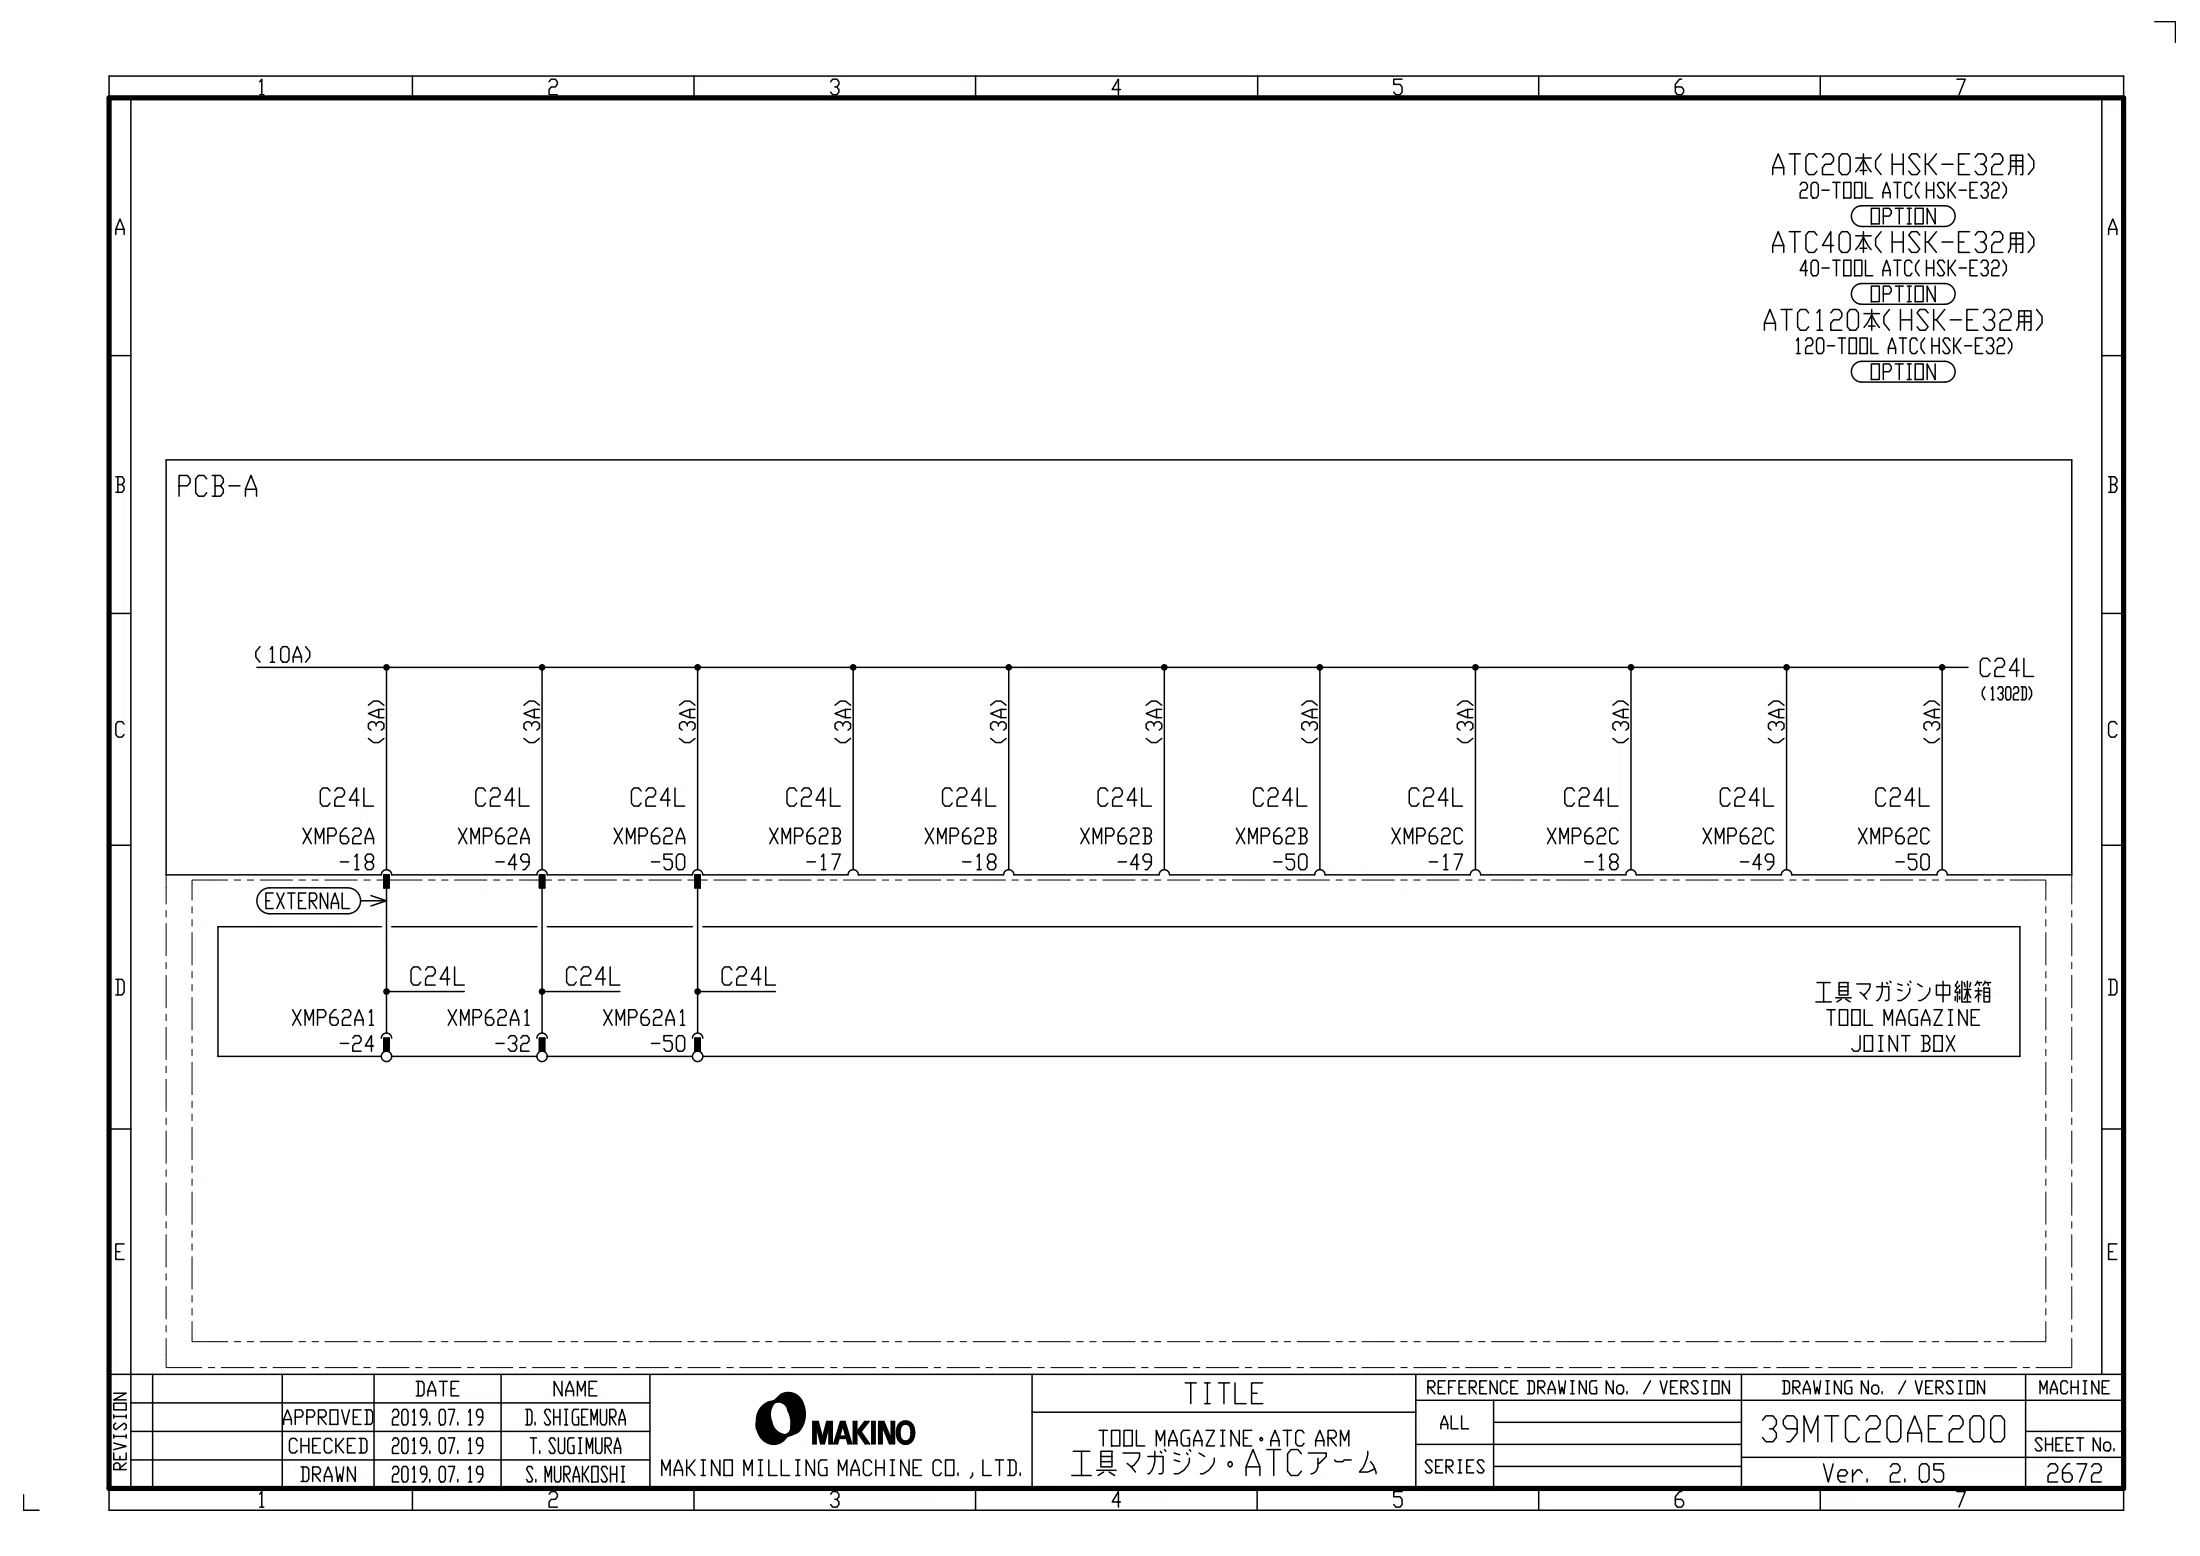 1 2 3 4 5 6 7
ATC20本(HSK-E32用)
20-TOOL ATC(HSK-E32)
OPTION
A A
ATC40本(HSK-E32用)
40-TOOL ATC(HSK-E32)
OPTION
ATC120本(HSK-E32用)
120-TOOL ATC(HSK-E32)
OPTION
B B
PCB-A
(10A)
C24L
(1302D)
(3A) (3A) (3A) (3A) (3A) (3A) (3A) (3A) (3A) (3A) (3A)
C C
C24L C24L C24L C24L C24L C24L C24L C24L C24L C24L C24L
XMP62A XMP62A XMP62A XMP62B XMP62B XMP62B XMP62B XMP62C XMP62C XMP62C XMP62C
-18 -49 -50 -17 -18 -49 -50 -17 -18 -49 -50
EXTERNAL
C24L C24L C24L
D D
XMP62A1 XMP62A1 XMP62A1
-24 -32 -50
工具マガジン中継箱
TOOL MAGAZINE
JOINT BOX
E E
REVISION
DATE NAME
APPROVED 2019.07.19 D. SHIGEMURA
CHECKED 2019.07.19 T. SUGIMURA
DRAWN 2019.07.19 S. MURAKOSHI
MAKINO
MAKINO MILLING MACHINE CO.,LTD.
TITLE
TOOL MAGAZINE・ATC ARM
工具マガジン・ATCアーム
REFERENCE DRAWING No. / VERSION
ALL
SERIES
DRAWING No. / VERSION
39MTC20AE200
Ver. 2.05
MACHINE
SHEET No.
2672
1 2 3 4 5 6 7